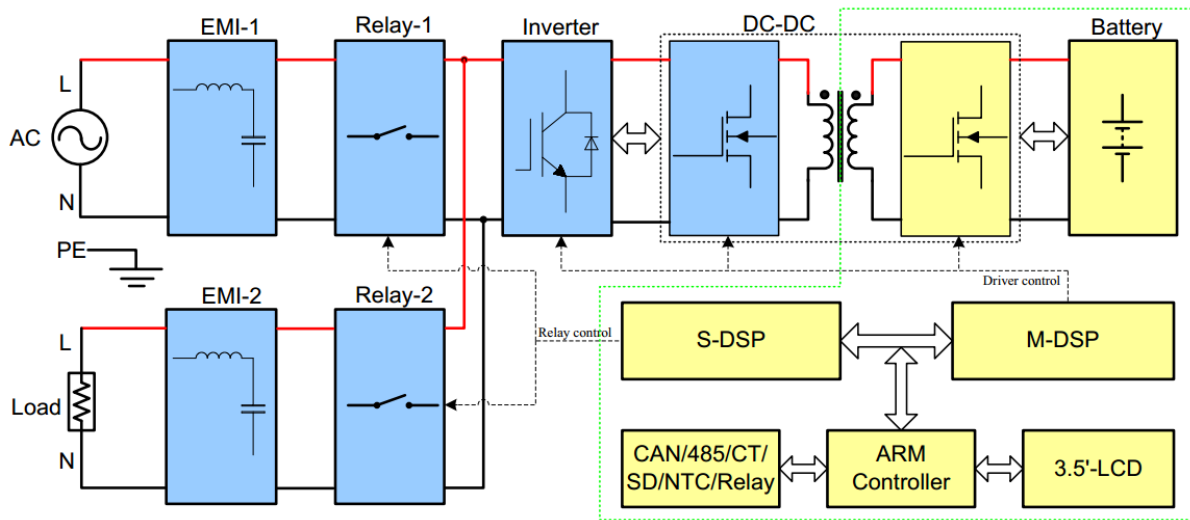 EMI-1
Relay-1
Inverter
DC-DC
Battery
L
AC
N
PE
EMI-2
Relay-2
L
Load
N
Relay control
Driver control
S-DSP
M-DSP
CAN/485/CT/
SD/NTC/Relay
ARM
Controller
3.5'-LCD